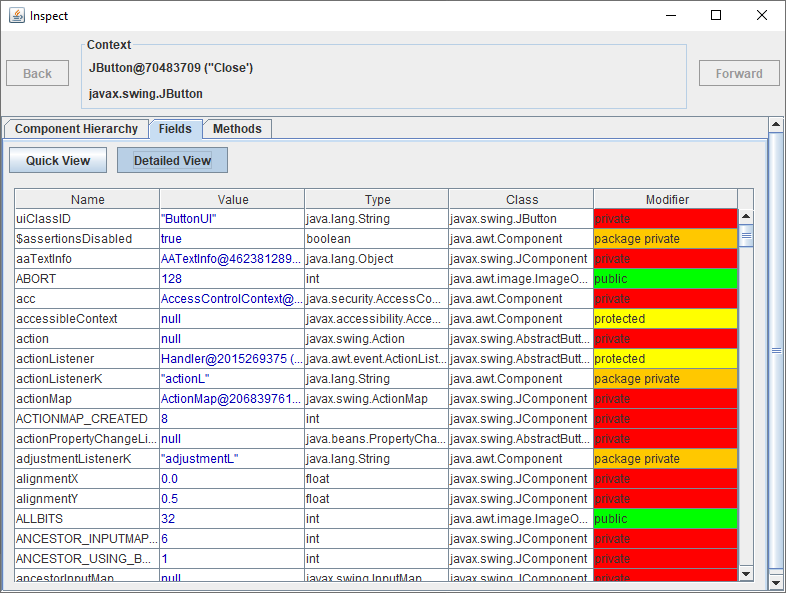 Inspect
Context
Back
JButton@70483709 ("Close')
javax.swing.JButton
Forward
Component Hierarchy Fields Methods
Quick View Detailed View
Name Value Type Class Modifier
uiClassID "ButtonUI" java.lang.String javax.swing.JButton private
$assertionsDisabled true boolean java.awt.Component package private
aaTextInfo AATextInfo@462381289... java.lang.Object javax.swing.JComponent private
ABORT 128 int java.awt.image.ImageO... public
acc AccessControlContext@... java.security.AccessCo... java.awt.Component private
accessibleContext null javax.accessibility.Acce... java.awt.Component protected
action null javax.swing.Action javax.swing.AbstractButt... private
actionListener Handler@2015269375 (... java.awt.event.ActionList... javax.swing.AbstractButt... protected
actionListenerK "actionL" java.lang.String java.awt.Component package private
actionMap ActionMap@206839761... javax.swing.ActionMap javax.swing.JComponent private
ACTIONMAP_CREATED 8 int javax.swing.JComponent private
actionPropertyChangeLi... null java.beans.PropertyCha... javax.swing.AbstractButt... private
adjustmentListenerK "adjustmentL" java.lang.String java.awt.Component package private
alignmentX 0.0 float javax.swing.JComponent private
alignmentY 0.5 float javax.swing.JComponent private
ALLBITS 32 int java.awt.image.ImageO... public
ANCESTOR_INPUTMAP... 6 int javax.swing.JComponent private
ANCESTOR_USING_B... 1 int javax.swing.JComponent private
ancestorInputMap null javax.swing.InputMap javax.swing.JComponent private